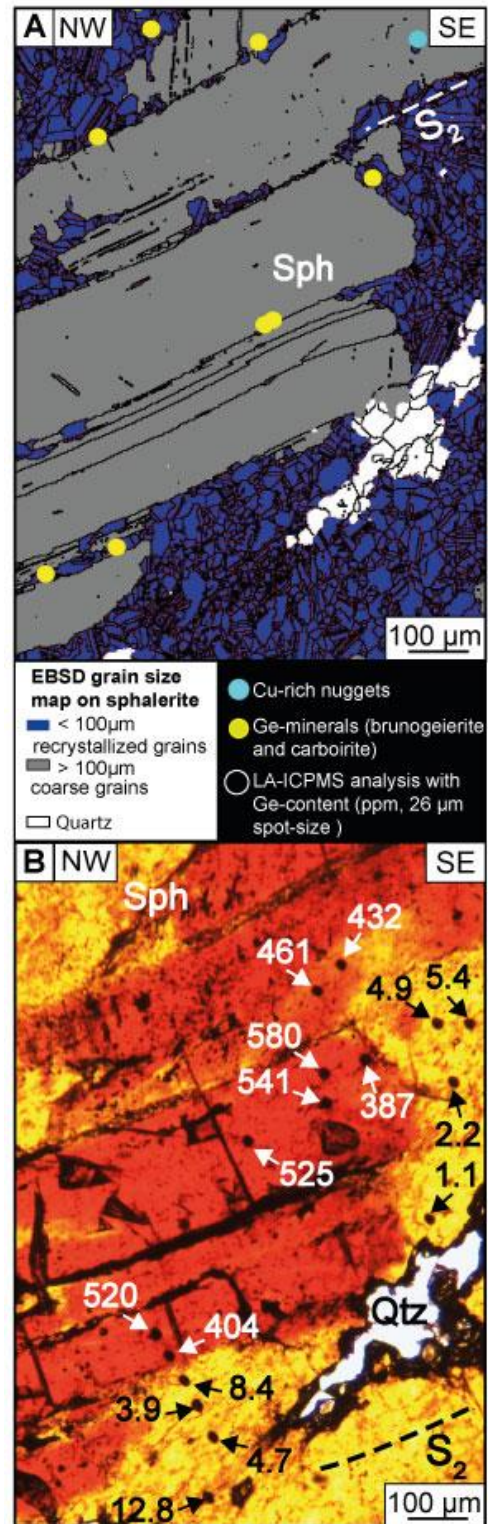 A NW
SE
S2
Sph
100 µm
EBSD grain size
map on sphalerite
< 100µm
recrystallized grains
> 100µm
coarse grains
Quartz
Cu-rich nuggets
Ge-minerals (brunogeierite
and carboirite)
LA-ICPMS analysis with
Ge-content (ppm, 26 µm
spot-size )
B NW
SE
Sph
432
461
5.4
4.9
580
541
387
2.2
525
1.1
520
Qtz
404
8.4
3.9
4.7
S2
12.8
100 µm